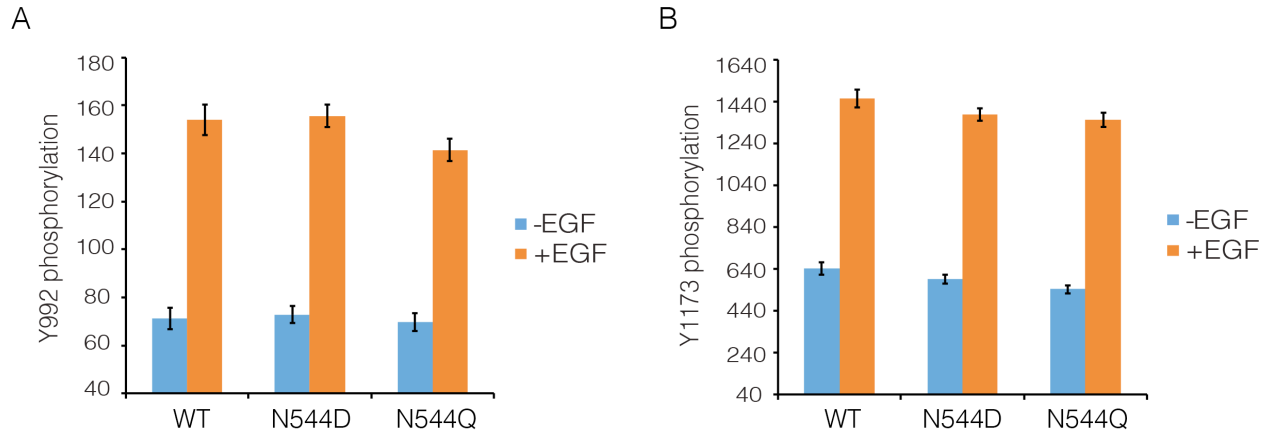 A
Y992 phosphorylation
180
160
140
120
100
80
60
40
WT N544D N544Q
-EGF
+EGF
B
Y1173 phosphorylation
1640
1440
1240
1040
840
640
440
240
40
WT N544D N544Q
-EGF
+EGF